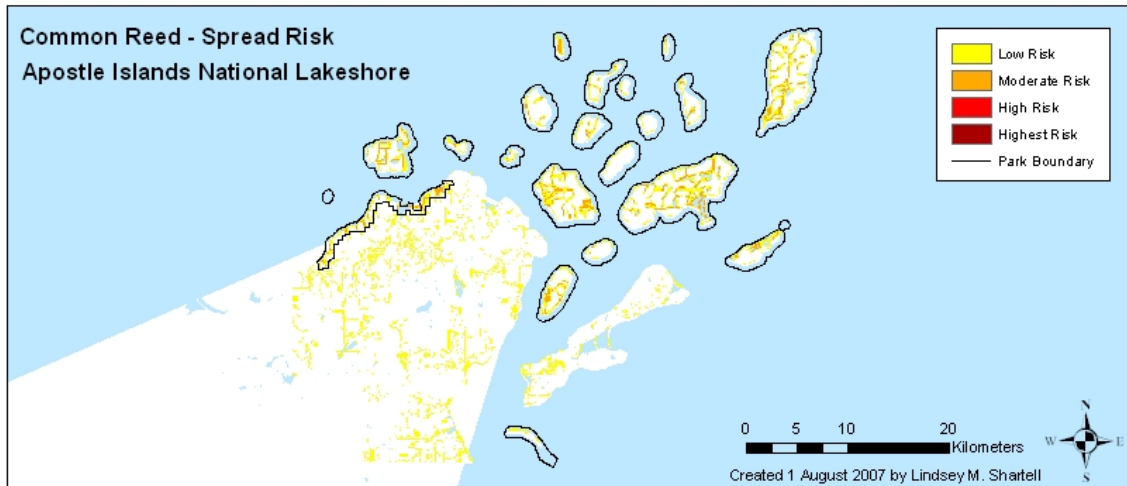 Common Reed - Spread Risk
Apostle Islands National Lakeshore
Low Risk
Moderate Risk
High Risk
Highest Risk
Park Boundary
0 5 10 20
Kilometers
N
W E
S
Created 1 August 2007 by Lindsey M. Shartell